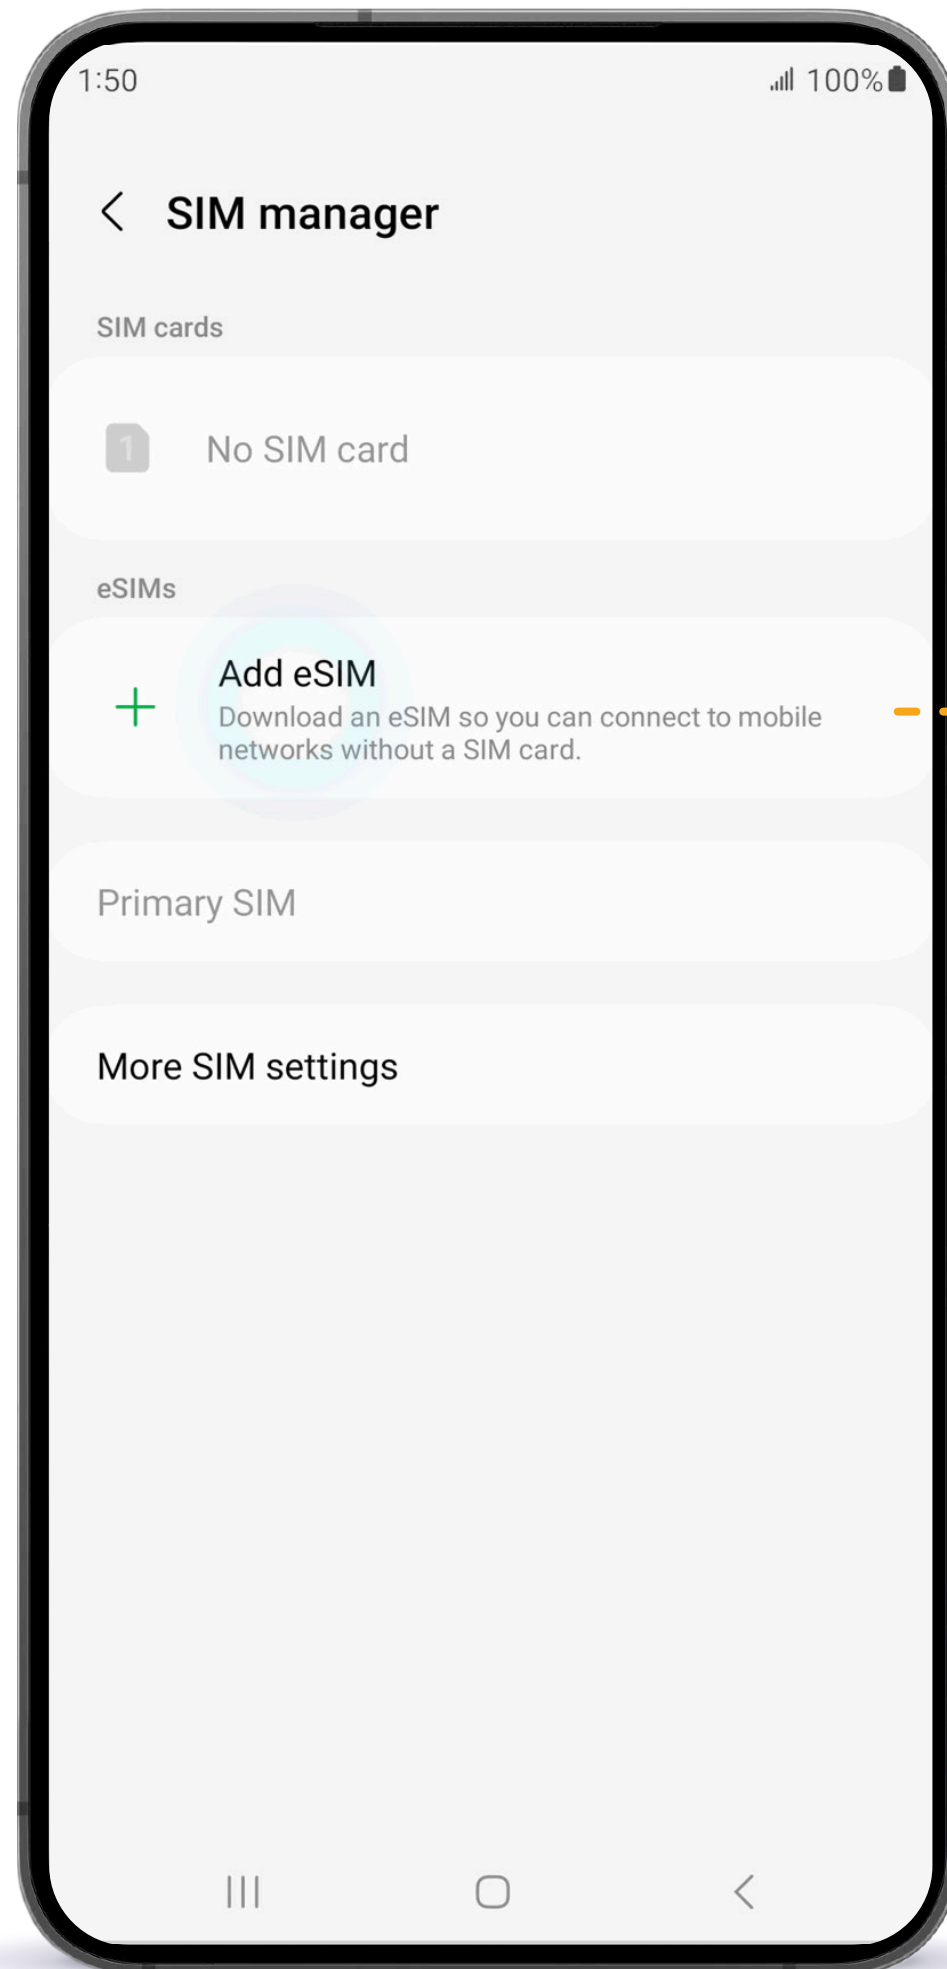 1:50
100%
SIM manager
SIM cards
1
No SIM card
eSIMs
Add eSIM
Download an eSIM so you can connect to mobile
networks without a SIM card.
Primary SIM
More SIM settings